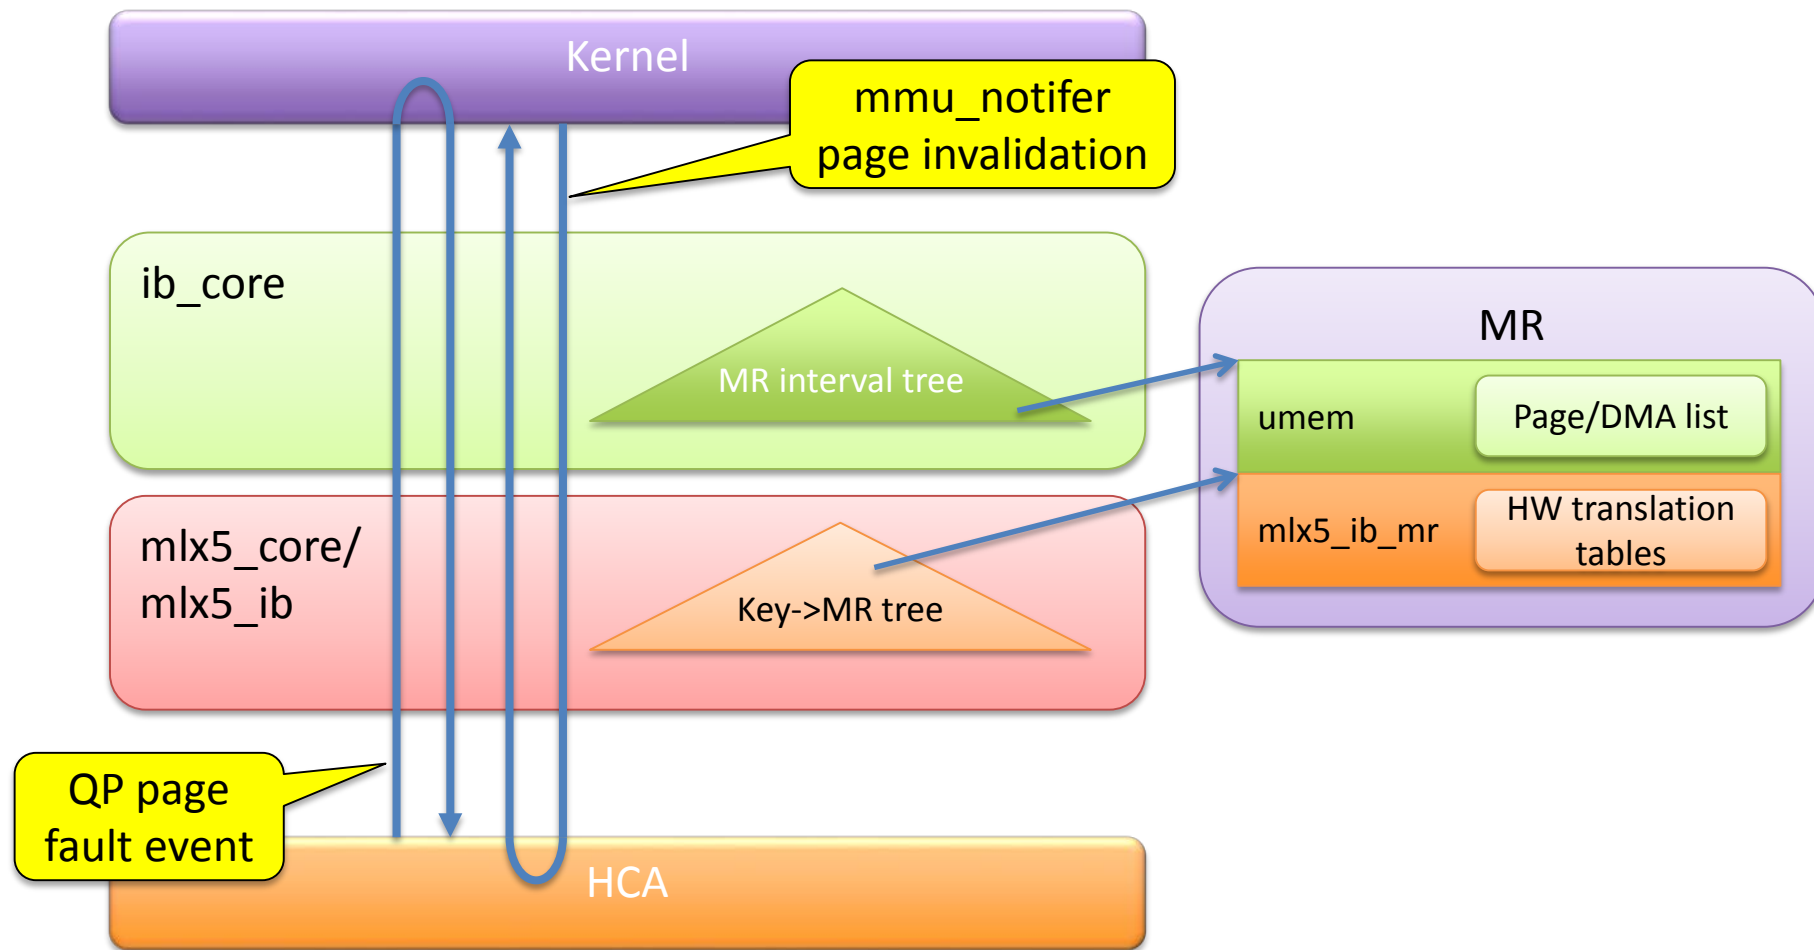 Kernel
mmu_notifer
page invalidation
ib_core
MR interval tree
MR
umem
Page/DMA list
mlx5_core/
mlx5_ib
Key->MR tree
mlx5_ib_mr
HW translation
tables
QP page
fault event
HCA